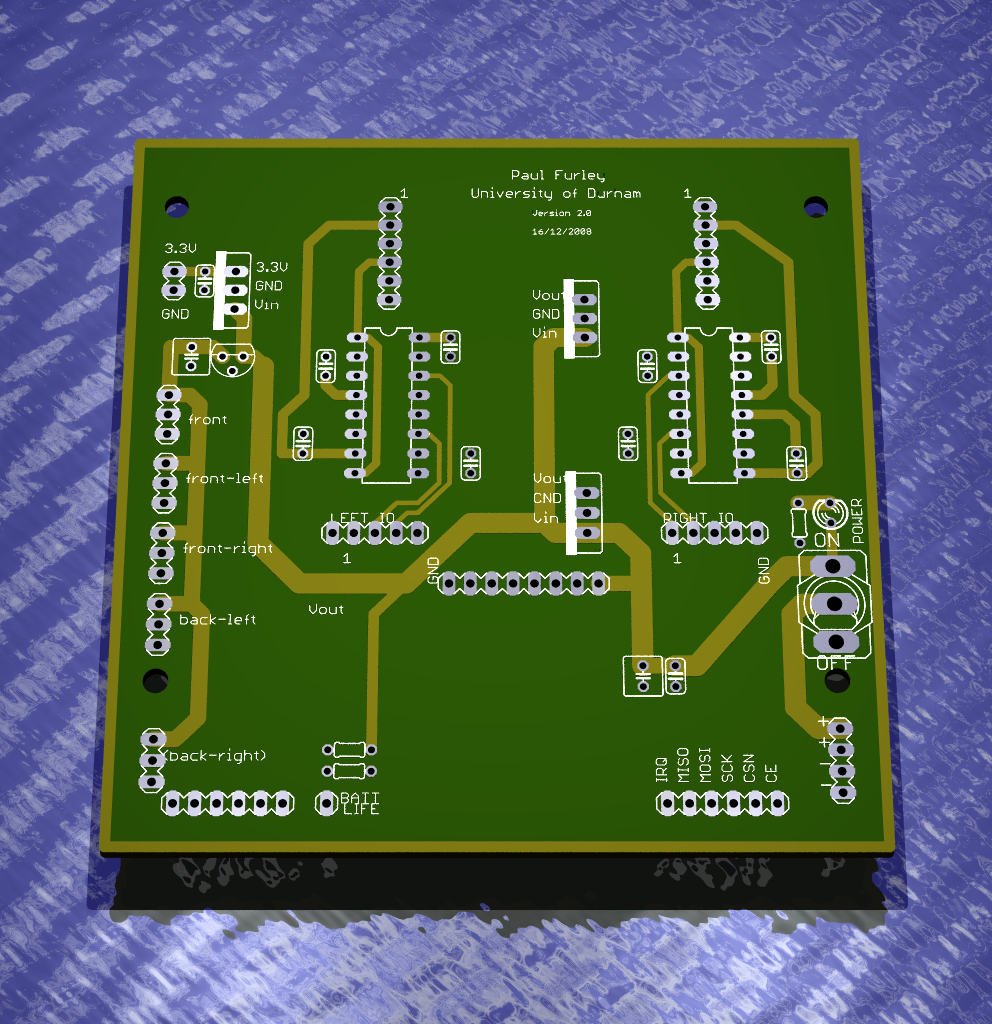 Paul Furley
University of Durham
Version 2.0
16/12/2008
1
1
3.3V
3.3V
GND
Vin
GND
Vout
GND
Vin
front
front-left
front-right
back-left
(back-right)
Vout
GND
Vin
LEFT IO
1
RIGHT IO
1
GND
GND
POWER
ON
OFF
Vout
+
+
-
-
IRQ
MISO
MOSI
SCK
CSN
CE
BATT
LIFE